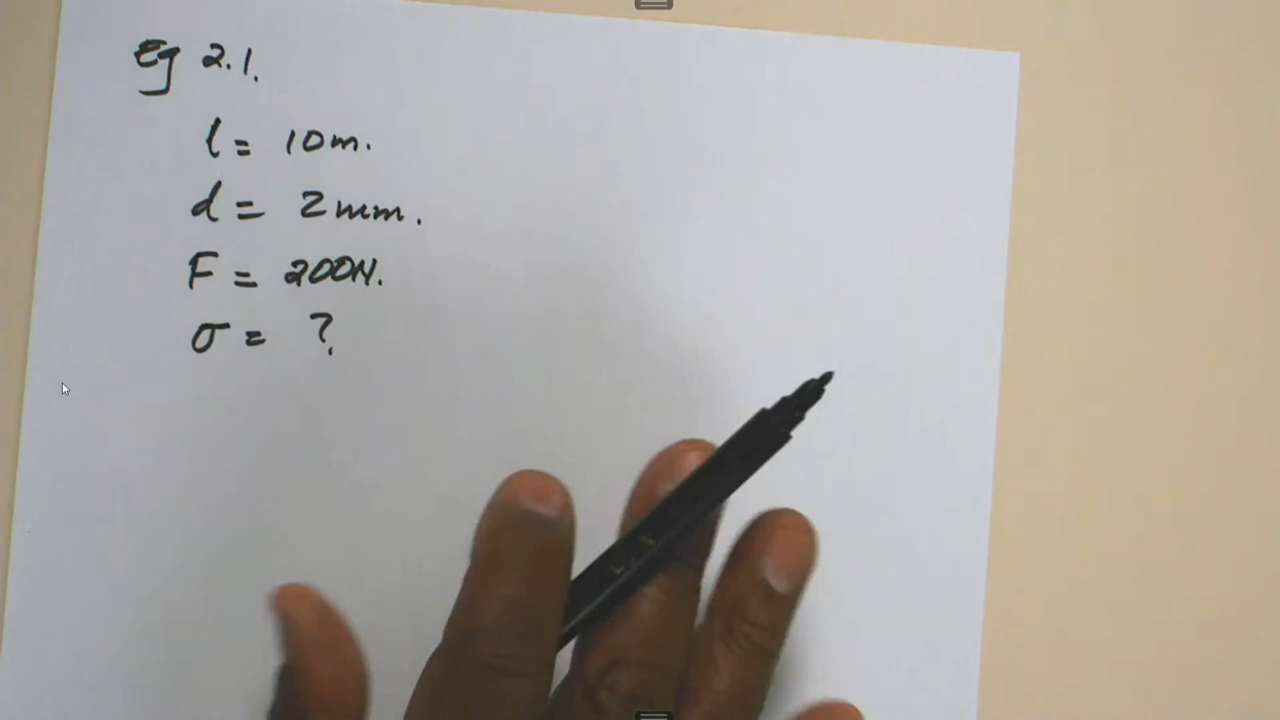 Eg 2.1.
l = 10m.
d = 2mm.
F = 200N.
σ = ?